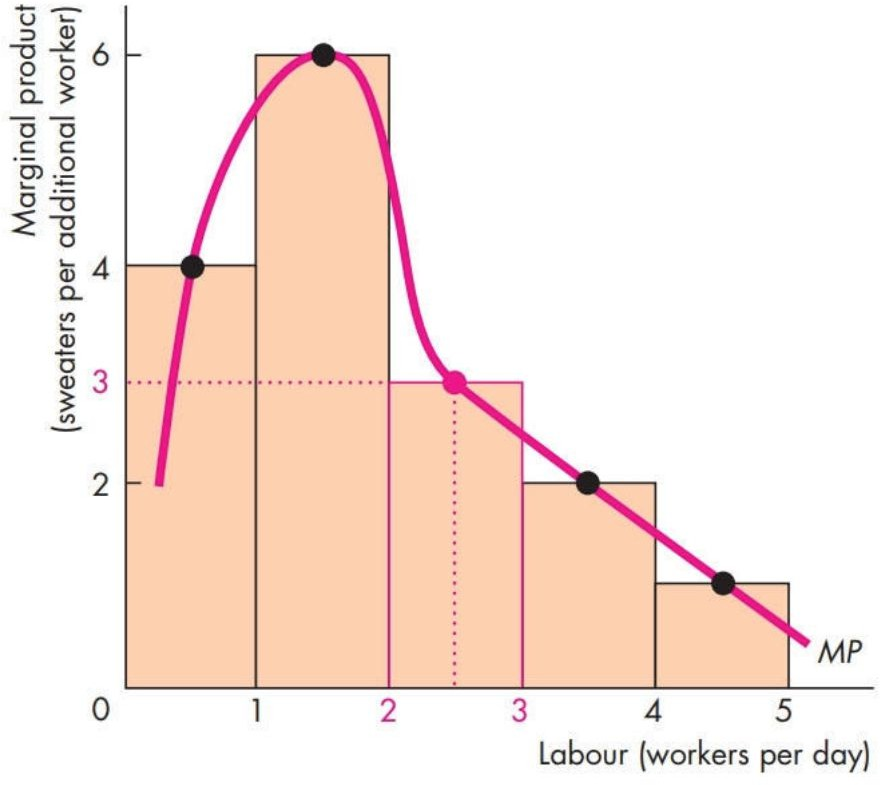 Marginal product
(sweaters per additional worker)
6
4
3
2
0
1
2
3
4
5
MP
Labour (workers per day)